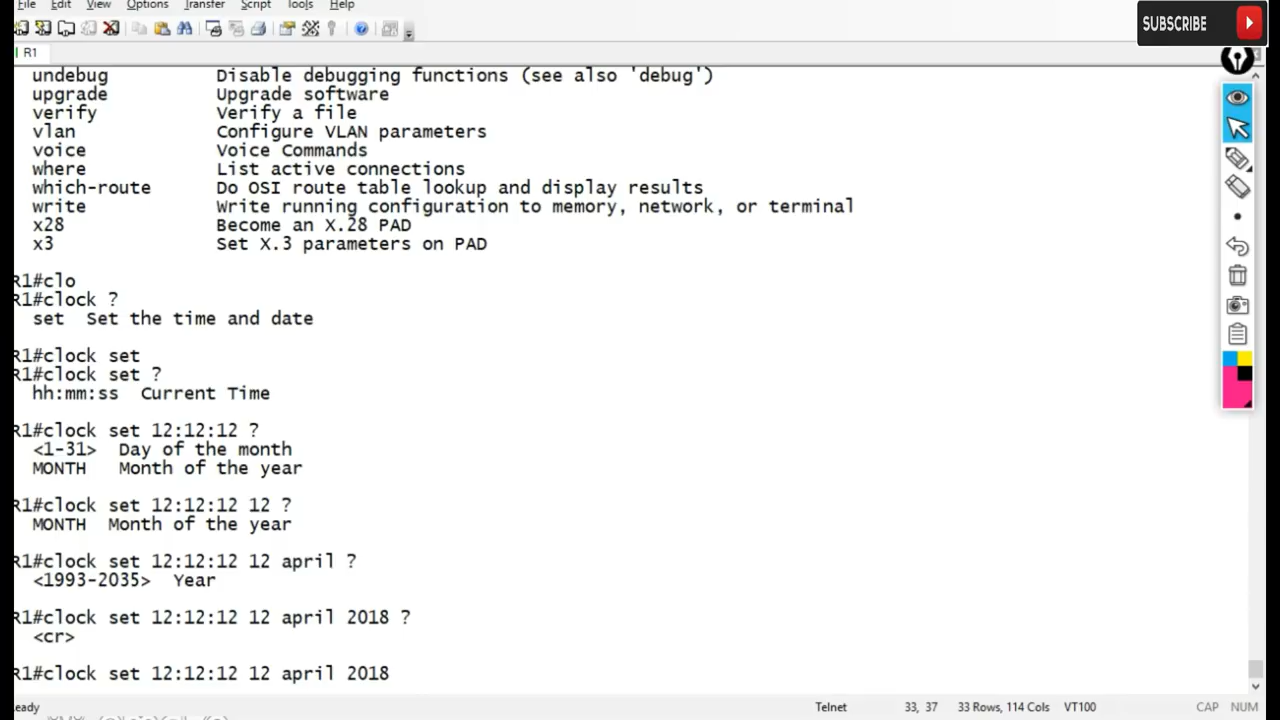 File Edit View Options Transfer Script Tools Help
SUBSCRIBE
R1
undebug Disable debugging functions (see also 'debug')
upgrade Upgrade software
verify Verify a file
vlan Configure VLAN parameters
voice Voice Commands
where List active connections
which-route Do OSI route table lookup and display results
write Write running configuration to memory, network, or terminal
x28 Become an X.28 PAD
x3 Set X.3 parameters on PAD
R1#clo
R1#clock ?
set Set the time and date
R1#clock set
R1#clock set ?
hh:mm:ss Current Time
R1#clock set 12:12:12 ?
<1-31> Day of the month
MONTH Month of the year
R1#clock set 12:12:12 12 ?
MONTH Month of the year
R1#clock set 12:12:12 12 april ?
<1993-2035> Year
R1#clock set 12:12:12 12 april 2018 ?
<cr>
R1#clock set 12:12:12 12 april 2018
eady Telnet 33, 37 33 Rows, 114 Cols VT100 CAP NUM